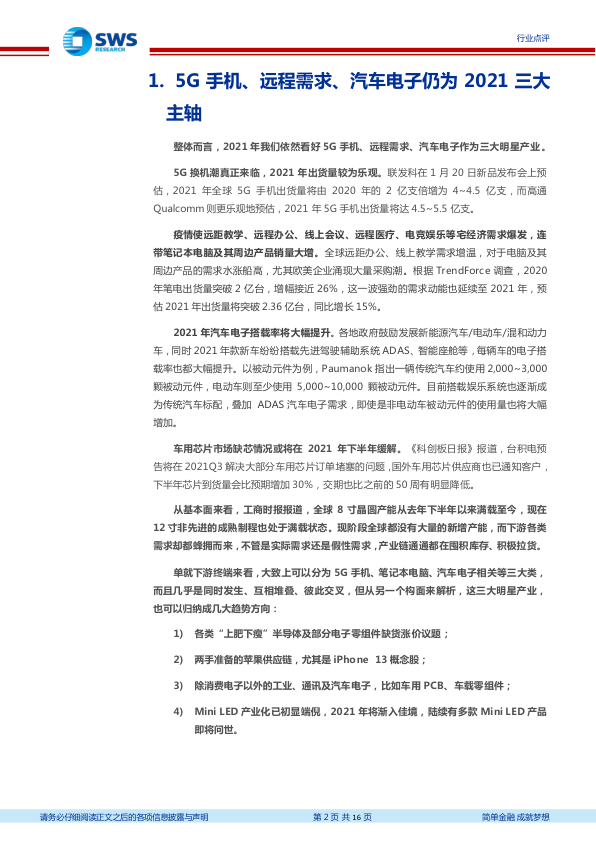 SWS
RESEARCH
行业点评
1. 5G 手机、远程需求、汽车电子仍为 2021 三大
主轴
整体而言，2021 年我们依然看好 5G 手机、远程需求、汽车电子作为三大明星产业。
5G 换机潮真正来临，2021 年出货量较为乐观。联发科在 1 月 20 日新品发布会上预
估，2021 年全球 5G 手机出货量将由 2020 年的 2 亿支倍增为 4~4.5 亿支，而高通
Qualcomm 则更乐观地预估，2021 年 5G 手机出货量将达 4.5~5.5 亿支。
疫情使远距教学、远程办公、线上会议、远程医疗、电竞娱乐等宅经济需求爆发，连
带笔记本电脑及其周边产品销量大增。全球远距办公、线上教学需求增温，对于电脑及其
周边产品的需求水涨船高，尤其欧美企业涌现大量采购潮。根据 TrendForce 调查，2020
年笔电出货量突破 2 亿台，增幅接近 26%，这一波强劲的需求动能也延续至 2021 年，预
估 2021 年出货量将突破 2.36 亿台，同比增长 15%。
2021 年汽车电子搭载率将大幅提升。各地政府鼓励发展新能源汽车/电动车/混和动力
车，同时 2021 年款新车纷纷搭载先进驾驶辅助系统 ADAS、智能座舱等，每辆车的电子搭
载率也都大幅提升。以被动元件为例，Paumanok 指出一辆传统汽车约使用 2,000~3,000
颗被动元件，电动车则至少使用 5,000~10,000 颗被动元件。目前搭载娱乐系统也逐渐成
为传统汽车标配，叠加 ADAS 汽车电子需求，即使是非电动车被动元件的使用量也将大幅
增加。
车用芯片市场缺芯情况或将在 2021 年下半年缓解。《科创板日报》报道，台积电预
告将在 2021Q3 解决大部分车用芯片订单堵塞的问题，国外车用芯片供应商也已通知客户，
下半年芯片到货量会比预期增加 30%，交期也比之前的 50 周有明显降低。
从基本面来看，工商时报报道，全球 8 寸晶圆产能从去年下半年以来满载至今，现在
12 寸非先进的成熟制程也处于满载状态。现阶段全球都没有大量的新增产能，而下游各类
需求却都蜂拥而来，不管是实际需求还是假性需求，产业链通通都在囤积库存、积极拉货。
单就下游终端来看，大致上可以分为 5G 手机、笔记本电脑、汽车电子相关等三大类，
而且几乎是同时发生、互相堆叠、彼此交叉，但从另一个构面来解析，这三大明星产业，
也可以归纳成几大趋势方向：
1) 各类“上肥下瘦”半导体及部分电子零组件缺货涨价议题；
2) 两手准备的苹果供应链，尤其是 iPhone 13 概念股；
3) 除消费电子以外的工业、通讯及汽车电子，比如车用 PCB、车载零组件；
4) Mini LED 产业化已初显端倪，2021 年将渐入佳境，陆续有多款 Mini LED 产品
即将问世。
请务必仔细阅读正文之后的各项信息披露与声明
第 2 页 共 16 页
简单金融 成就梦想